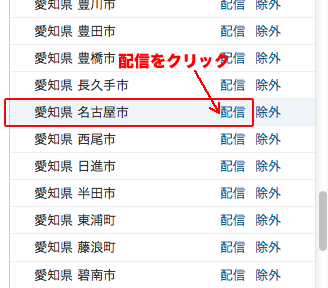 愛知県 豊川市 配信 除外
愛知県 豊田市 配信 除外
愛知県 豊橋市 配信 除外
配信をクリック
愛知県 長久手市 配信 除外
愛知県 名古屋市 配信 除外
愛知県 西尾市 配信 除外
愛知県 日進市 配信 除外
愛知県 半田市 配信 除外
愛知県 東浦町 配信 除外
愛知県 藤浪町 配信 除外
愛知県 碧南市 配信 除外